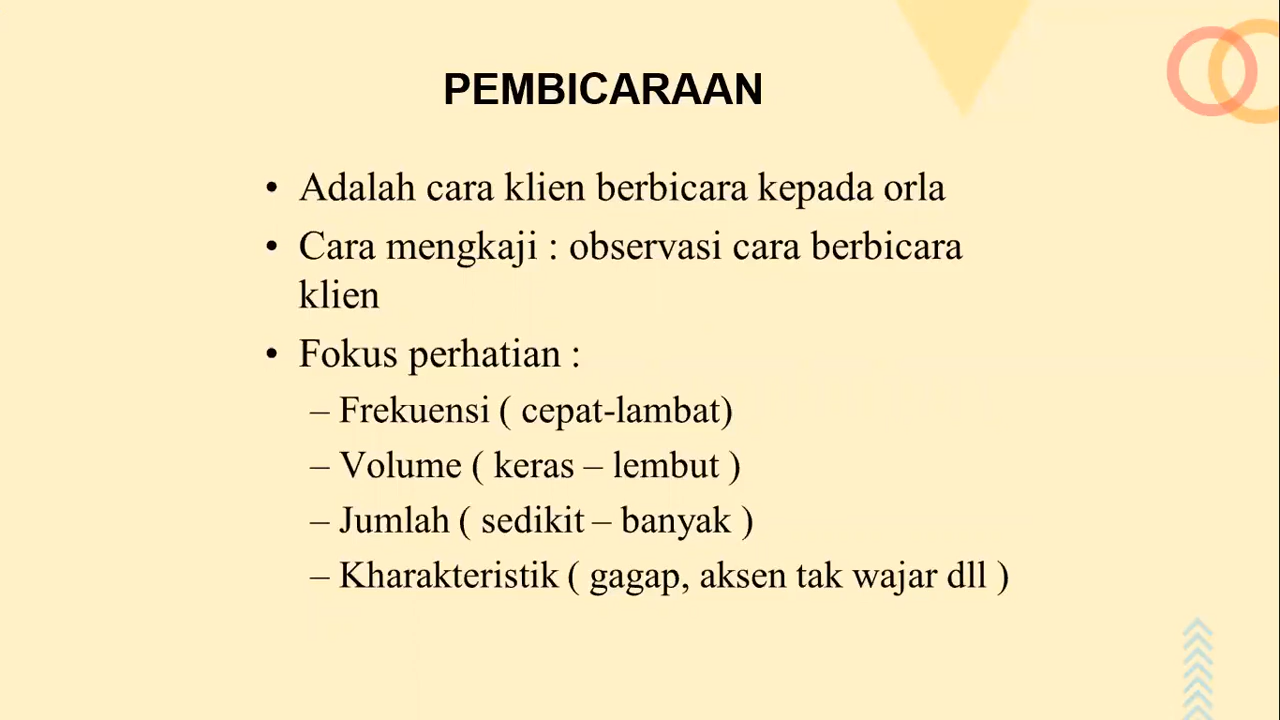 PEMBICARAAN
• Adalah cara klien berbicara kepada orla
• Cara mengkaji : observasi cara berbicara
klien
• Fokus perhatian :
– Frekuensi ( cepat-lambat)
– Volume ( keras – lembut )
– Jumlah ( sedikit – banyak )
– Kharakteristik ( gagap, aksen tak wajar dll )